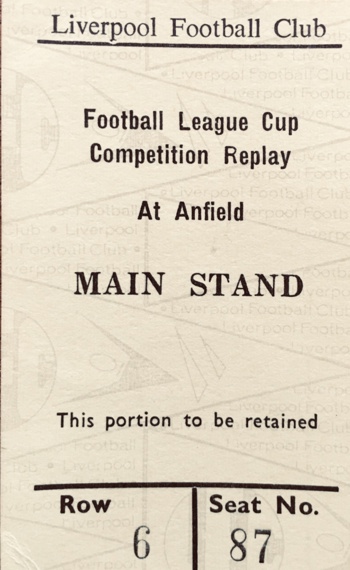 Liverpool Football Club
Football League Cup
Competition Replay
At Anfield
MAIN STAND
This portion to be retained
Row
Seat No.
6
87